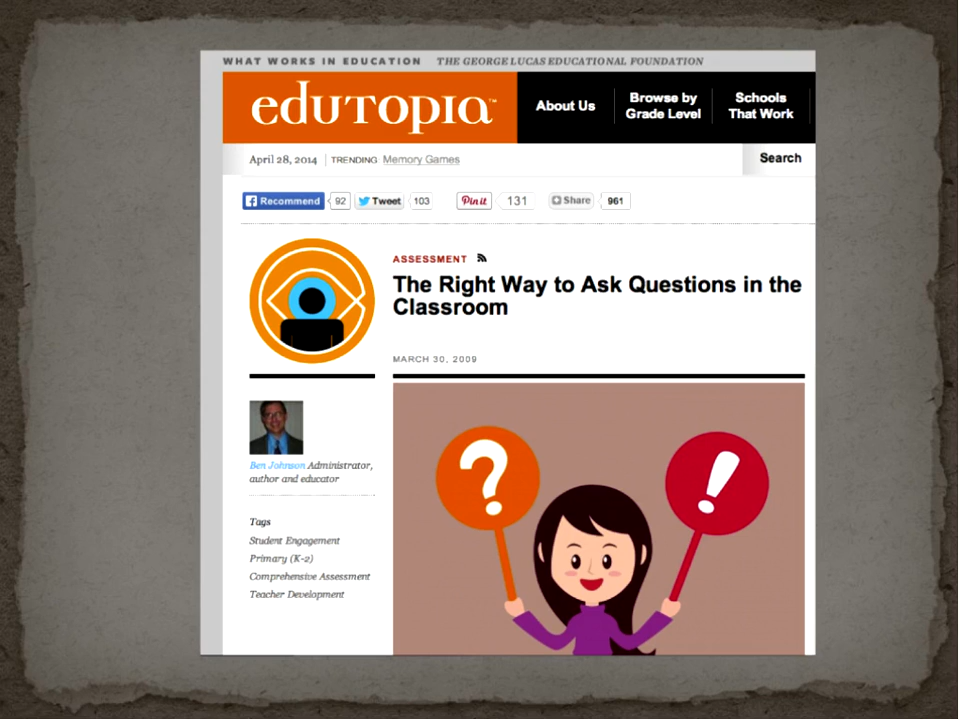 WHAT WORKS IN EDUCATION THE GEORGE LUCAS EDUCATIONAL FOUNDATION
edutopia™
About Us
Browse by
Grade Level
Schools
That Work
April 28, 2014 TRENDING Memory Games
Search
f Recommend 92 Tweet 103 Pin it 131 Share 961
ASSESSMENT
The Right Way to Ask Questions in the
Classroom
MARCH 30, 2009
Ben Johnson Administrator,
author and educator
Tags
Student Engagement
Primary (K-2)
Comprehensive Assessment
Teacher Development
? !